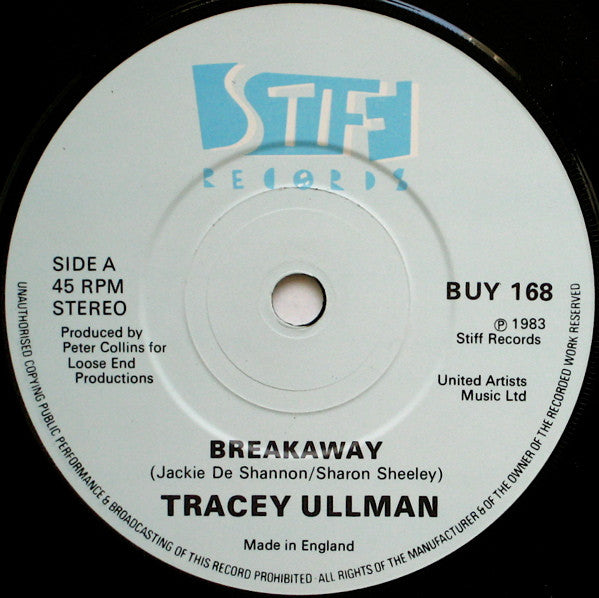 STIFF
RECORDS
SIDE A
45 RPM
STEREO
Produced by
Peter Collins for
Loose End
Productions
BUY 168
℗ 1983
Stiff Records
United Artists
Music Ltd
BREAKAWAY
(Jackie De Shannon/Sharon Sheeley)
TRACEY ULLMAN
Made in England
UNAUTHORISED COPYING PUBLIC PERFORMANCE & BROADCASTING OF THIS RECORD PROHIBITED · ALL RIGHTS OF THE MANUFACTURER & OF THE OWNER OF THE RECORDED WORK RESERVED